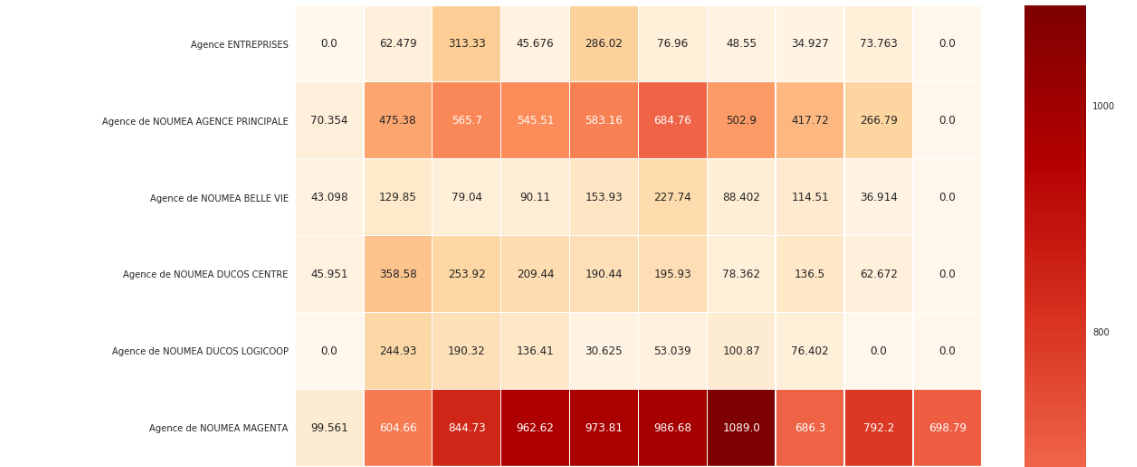 Agence ENTREPRISES 0.0 62.479 313.33 45.676 286.02 76.96 48.55 34.927 73.763 0.0
1000
Agence de NOUMEA AGENCE PRINCIPALE 70.354 475.38 565.7 545.51 583.16 684.76 502.9 417.72 266.79 0.0
Agence de NOUMEA BELLE VIE 43.098 129.85 79.04 90.11 153.93 227.74 88.402 114.51 36.914 0.0
Agence de NOUMEA DUCOS CENTRE 45.951 358.58 253.92 209.44 190.44 195.93 78.362 136.5 62.672 0.0
800
Agence de NOUMEA DUCOS LOGICOOP 0.0 244.93 190.32 136.41 30.625 53.039 100.87 76.402 0.0 0.0
Agence de NOUMEA MAGENTA 99.561 604.66 844.73 962.62 973.81 986.68 1089.0 686.3 792.2 698.79